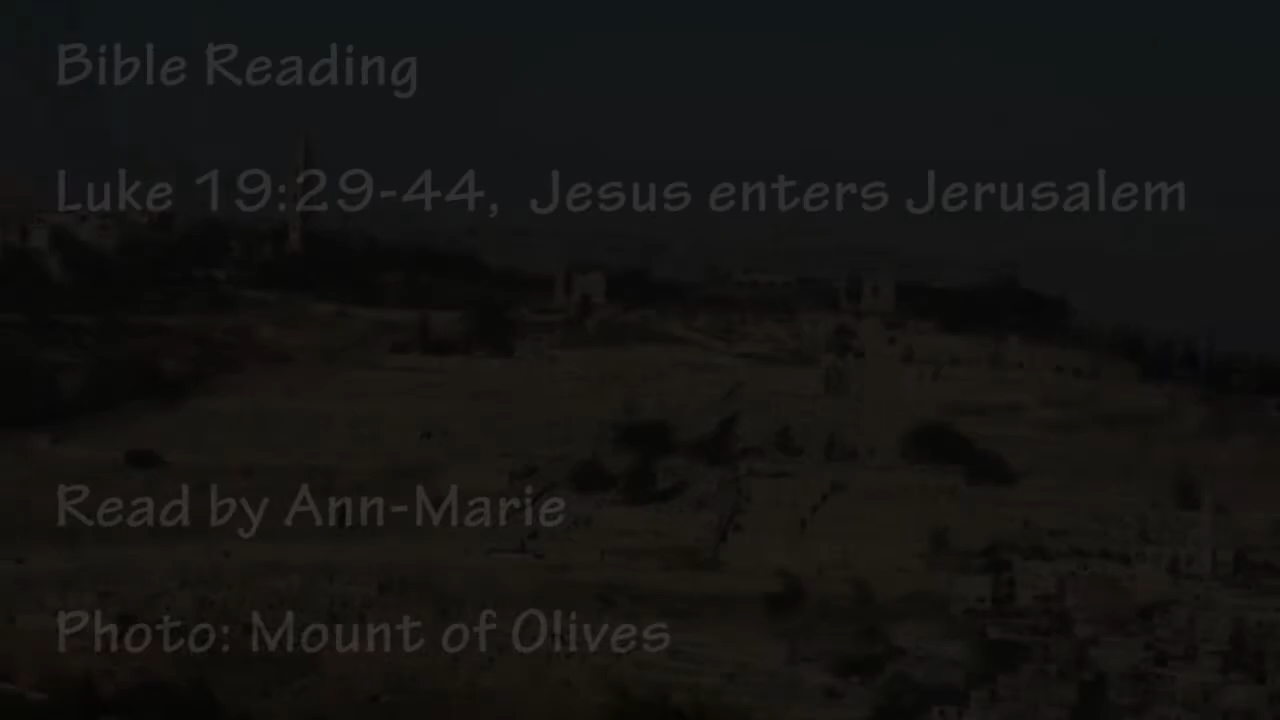 Bible Reading
Luke 19:29-44, Jesus enters Jerusalem
Read by Ann-Marie
Photo: Mount of Olives